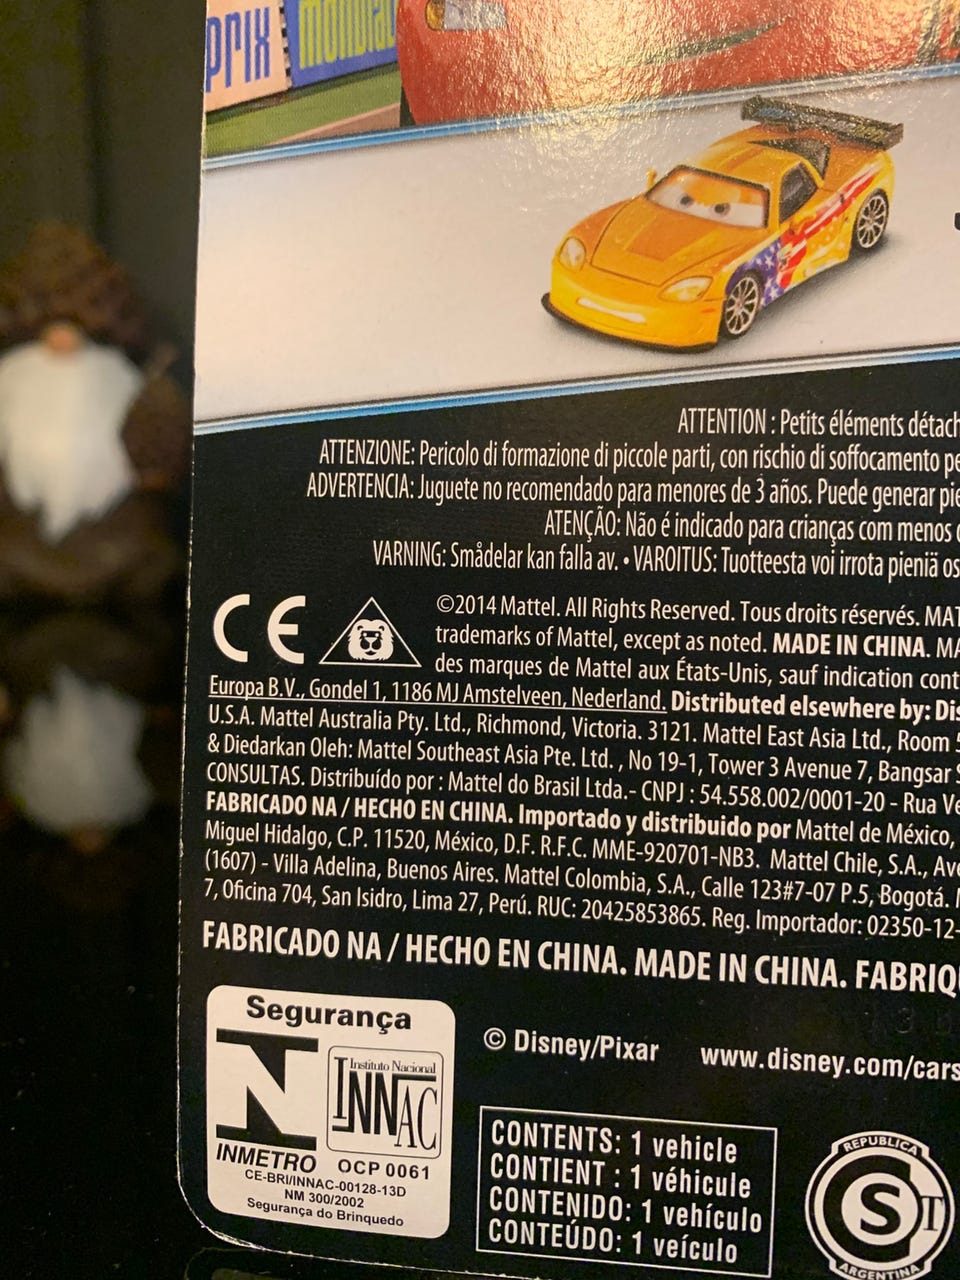 PRIX mondial
ATTENTION : Petits éléments détach
ATTENZIONE: Pericolo di formazione di piccole parti, con rischio di soffocamento pe
ADVERTENCIA: Juguete no recomendado para menores de 3 años. Puede generar pie
ATENÇÃO: Não é indicado para crianças com menos
VARNING: Smådelar kan falla av. • VAROITUS: Tuotteesta voi irrota pieniä os
CE
©2014 Mattel. All Rights Reserved. Tous droits réservés. MAT
trademarks of Mattel, except as noted. MADE IN CHINA. MA
des marques de Mattel aux États-Unis, sauf indication cont
Europa B.V., Gondel 1, 1186 MJ Amstelveen, Nederland. Distributed elsewhere by: Dis
U.S.A. Mattel Australia Pty. Ltd., Richmond, Victoria. 3121. Mattel East Asia Ltd., Room 5
& Diedarkan Oleh: Mattel Southeast Asia Pte. Ltd. , No 19-1, Tower 3 Avenue 7, Bangsar S
CONSULTAS. Distribuído por : Mattel do Brasil Ltda.- CNPJ : 54.558.002/0001-20 - Rua Ve
FABRICADO NA / HECHO EN CHINA. Importado y distribuido por Mattel de México,
Miguel Hidalgo, C.P. 11520, México, D.F. R.F.C. MME-920701-NB3. Mattel Chile, S.A., Ave
(1607) - Villa Adelina, Buenos Aires. Mattel Colombia, S.A., Calle 123#7-07 P.5, Bogotá.
7, Oficina 704, San Isidro, Lima 27, Perú. RUC: 20425853865. Reg. Importador: 02350-12-
FABRICADO NA / HECHO EN CHINA. MADE IN CHINA. FABRIQU
Segurança
N
Instituto Nacional
INNAC
INMETRO OCP 0061
CE-BRI/INNAC-00128-13D
NM 300/2002
Segurança do Brinquedo
© Disney/Pixar www.disney.com/cars
CONTENTS: 1 vehicle
CONTIENT : 1 véhicule
CONTENIDO: 1 vehículo
CONTEÚDO: 1 veículo
REPUBLICA
CST
ARGENTINA